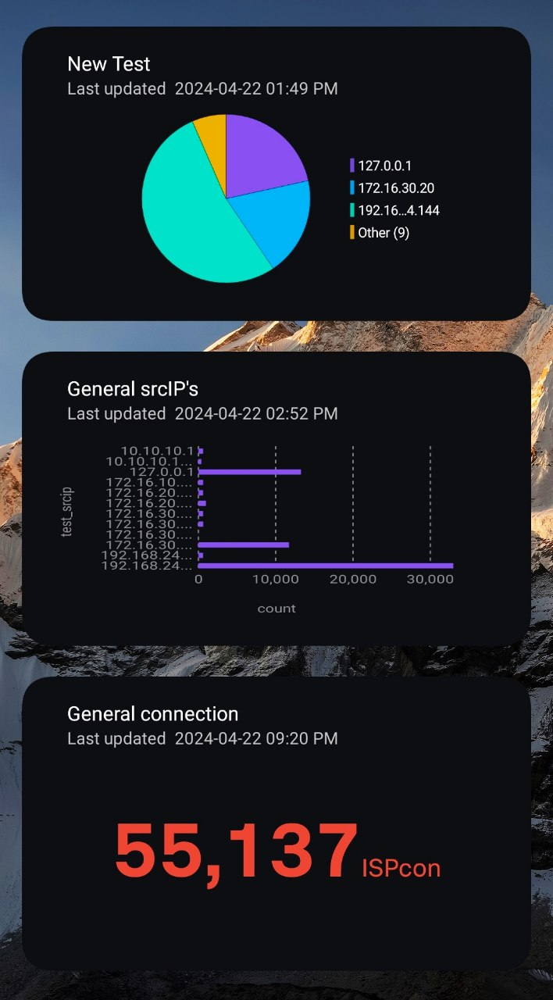 New Test
Last updated 2024-04-22 01:49 PM
127.0.0.1
172.16.30.20
192.16...4.144
Other (9)
General srcIP's
Last updated 2024-04-22 02:52 PM
test_srcip
10.10.10.1
10.10.10.1...
127.0.0.1
172.16.10....
172.16.20....
172.16.20....
172.16.30....
172.16.30....
172.16.30....
172.16.30....
192.168.24...
192.168.24...
0 10,000 20,000 30,000
count
General connection
Last updated 2024-04-22 09:20 PM
55,137 ISPcon